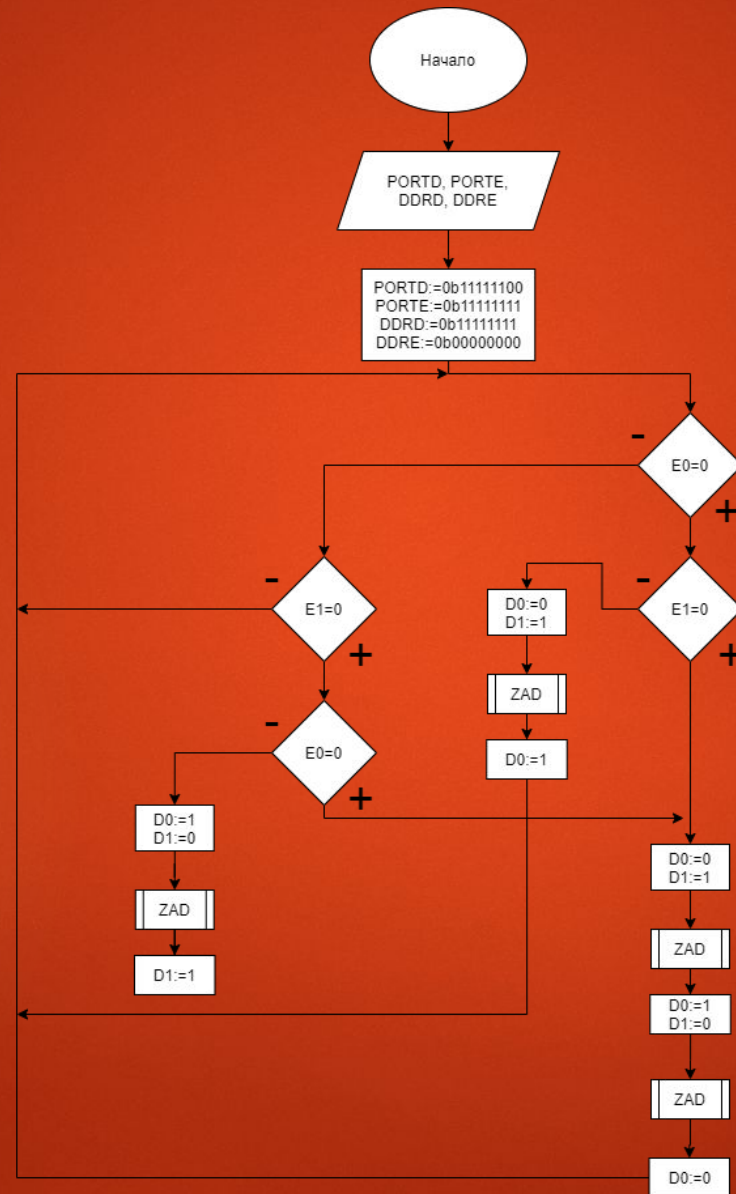 Начало
PORTD, PORTE,
DDRD, DDRE
PORTD:=0b11111100
PORTE:=0b11111111
DDRD:=0b11111111
DDRE:=0b00000000
-
E0=0
+
-
E1=0
+
D0:=0
D1:=1
-
E1=0
+
ZAD
D0:=1
-
E0=0
+
D0:=1
D1:=0
ZAD
D1:=1
D0:=0
D1:=1
ZAD
D0:=1
D1:=0
ZAD
D0:=0